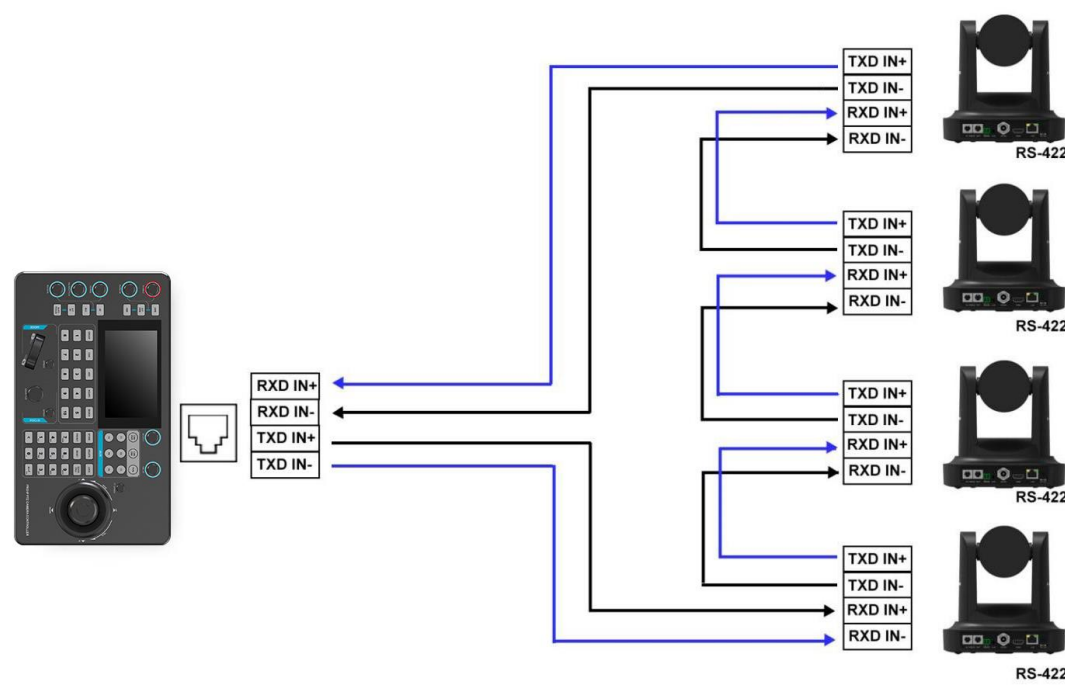 TXD IN+
TXD IN-
RXD IN+
RXD IN-
RS-422
TXD IN+
TXD IN-
RXD IN+
RXD IN-
RS-422
RXD IN+
RXD IN-
TXD IN+
TXD IN-
TXD IN+
TXD IN-
RXD IN+
RXD IN-
RS-422
TXD IN+
TXD IN-
RXD IN+
RXD IN-
RS-422